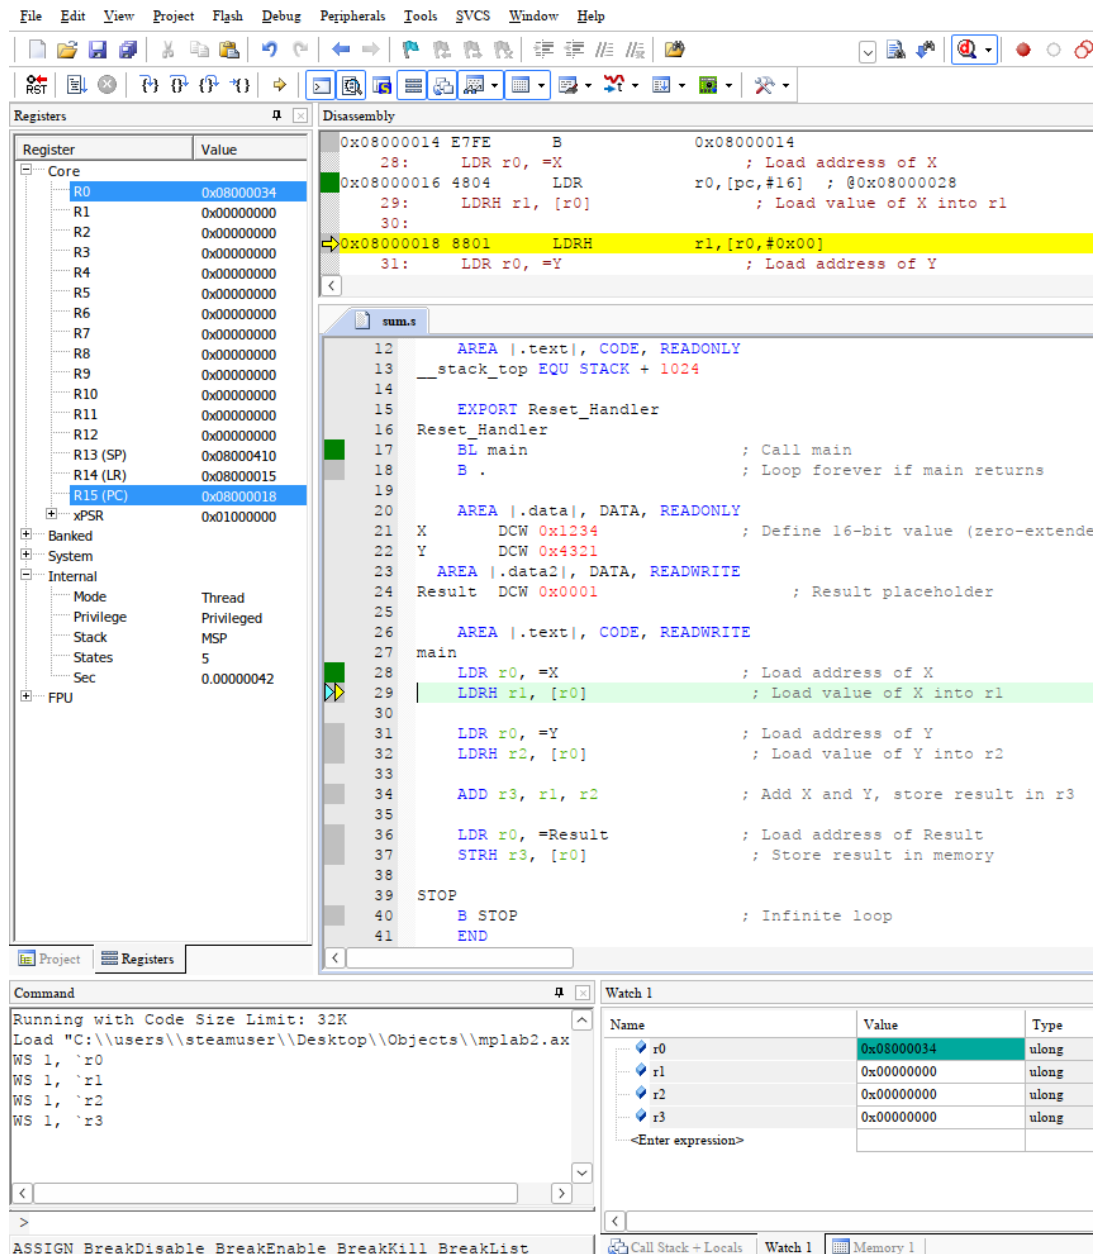 File Edit View Project Flash Debug Peripherals Tools SVCS Window Help
RST
Registers
Disassembly
Register Value
Core
R0 0x08000034
R1 0x00000000
R2 0x00000000
R3 0x00000000
R4 0x00000000
R5 0x00000000
R6 0x00000000
R7 0x00000000
R8 0x00000000
R9 0x00000000
R10 0x00000000
R11 0x00000000
R12 0x00000000
R13 (SP) 0x08000410
R14 (LR) 0x08000015
R15 (PC) 0x08000018
xPSR 0x01000000
Banked
System
Internal
Mode Thread
Privilege Privileged
Stack MSP
States 5
Sec 0.00000042
FPU
Project Registers
0x08000014 E7FE B 0x08000014
28: LDR r0, =X ; Load address of X
0x08000016 4804 LDR r0,[pc,#16] ; @0x08000028
29: LDRH r1, [r0] ; Load value of X into r1
30:
0x08000018 8801 LDRH r1,[r0,#0x00]
31: LDR r0, =Y ; Load address of Y
sum.s
12 AREA |.text|, CODE, READONLY
13 __stack_top EQU STACK + 1024
14
15 EXPORT Reset_Handler
16 Reset_Handler
17 BL main ; Call main
18 B . ; Loop forever if main returns
19
20 AREA |.data|, DATA, READONLY
21 X DCW 0x1234 ; Define 16-bit value (zero-extende
22 Y DCW 0x4321
23 AREA |.data2|, DATA, READWRITE
24 Result DCW 0x0001 ; Result placeholder
25
26 AREA |.text|, CODE, READWRITE
27 main
28 LDR r0, =X ; Load address of X
29 LDRH r1, [r0] ; Load value of X into r1
30
31 LDR r0, =Y ; Load address of Y
32 LDRH r2, [r0] ; Load value of Y into r2
33
34 ADD r3, r1, r2 ; Add X and Y, store result in r3
35
36 LDR r0, =Result ; Load address of Result
37 STRH r3, [r0] ; Store result in memory
38
39 STOP
40 B STOP ; Infinite loop
41 END
Command
Running with Code Size Limit: 32K
Load "C:\\users\\steamuser\\Desktop\\Objects\\mplab2.ax
WS 1, `r0
WS 1, `r1
WS 1, `r2
WS 1, `r3
>
ASSIGN BreakDisable BreakEnable BreakKill BreakList
Watch 1
Name Value Type
r0 0x08000034 ulong
r1 0x00000000 ulong
r2 0x00000000 ulong
r3 0x00000000 ulong
<Enter expression>
Call Stack + Locals Watch 1 Memory 1